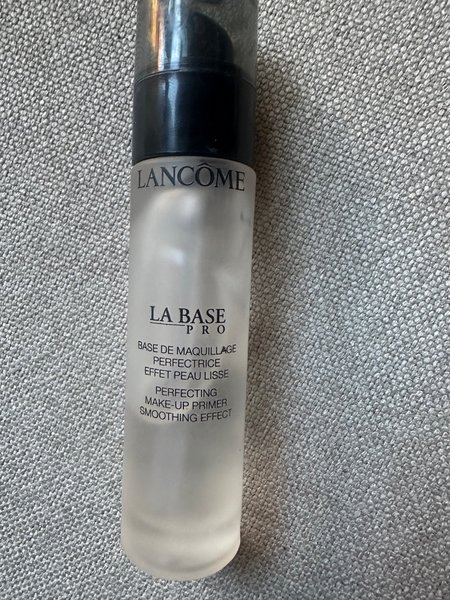 LANCÔME
LA BASE
PRO
BASE DE MAQUILLAGE
PERFECTRICE
EFFET PEAU LISSE
PERFECTING
MAKE-UP PRIMER
SMOOTHING EFFECT